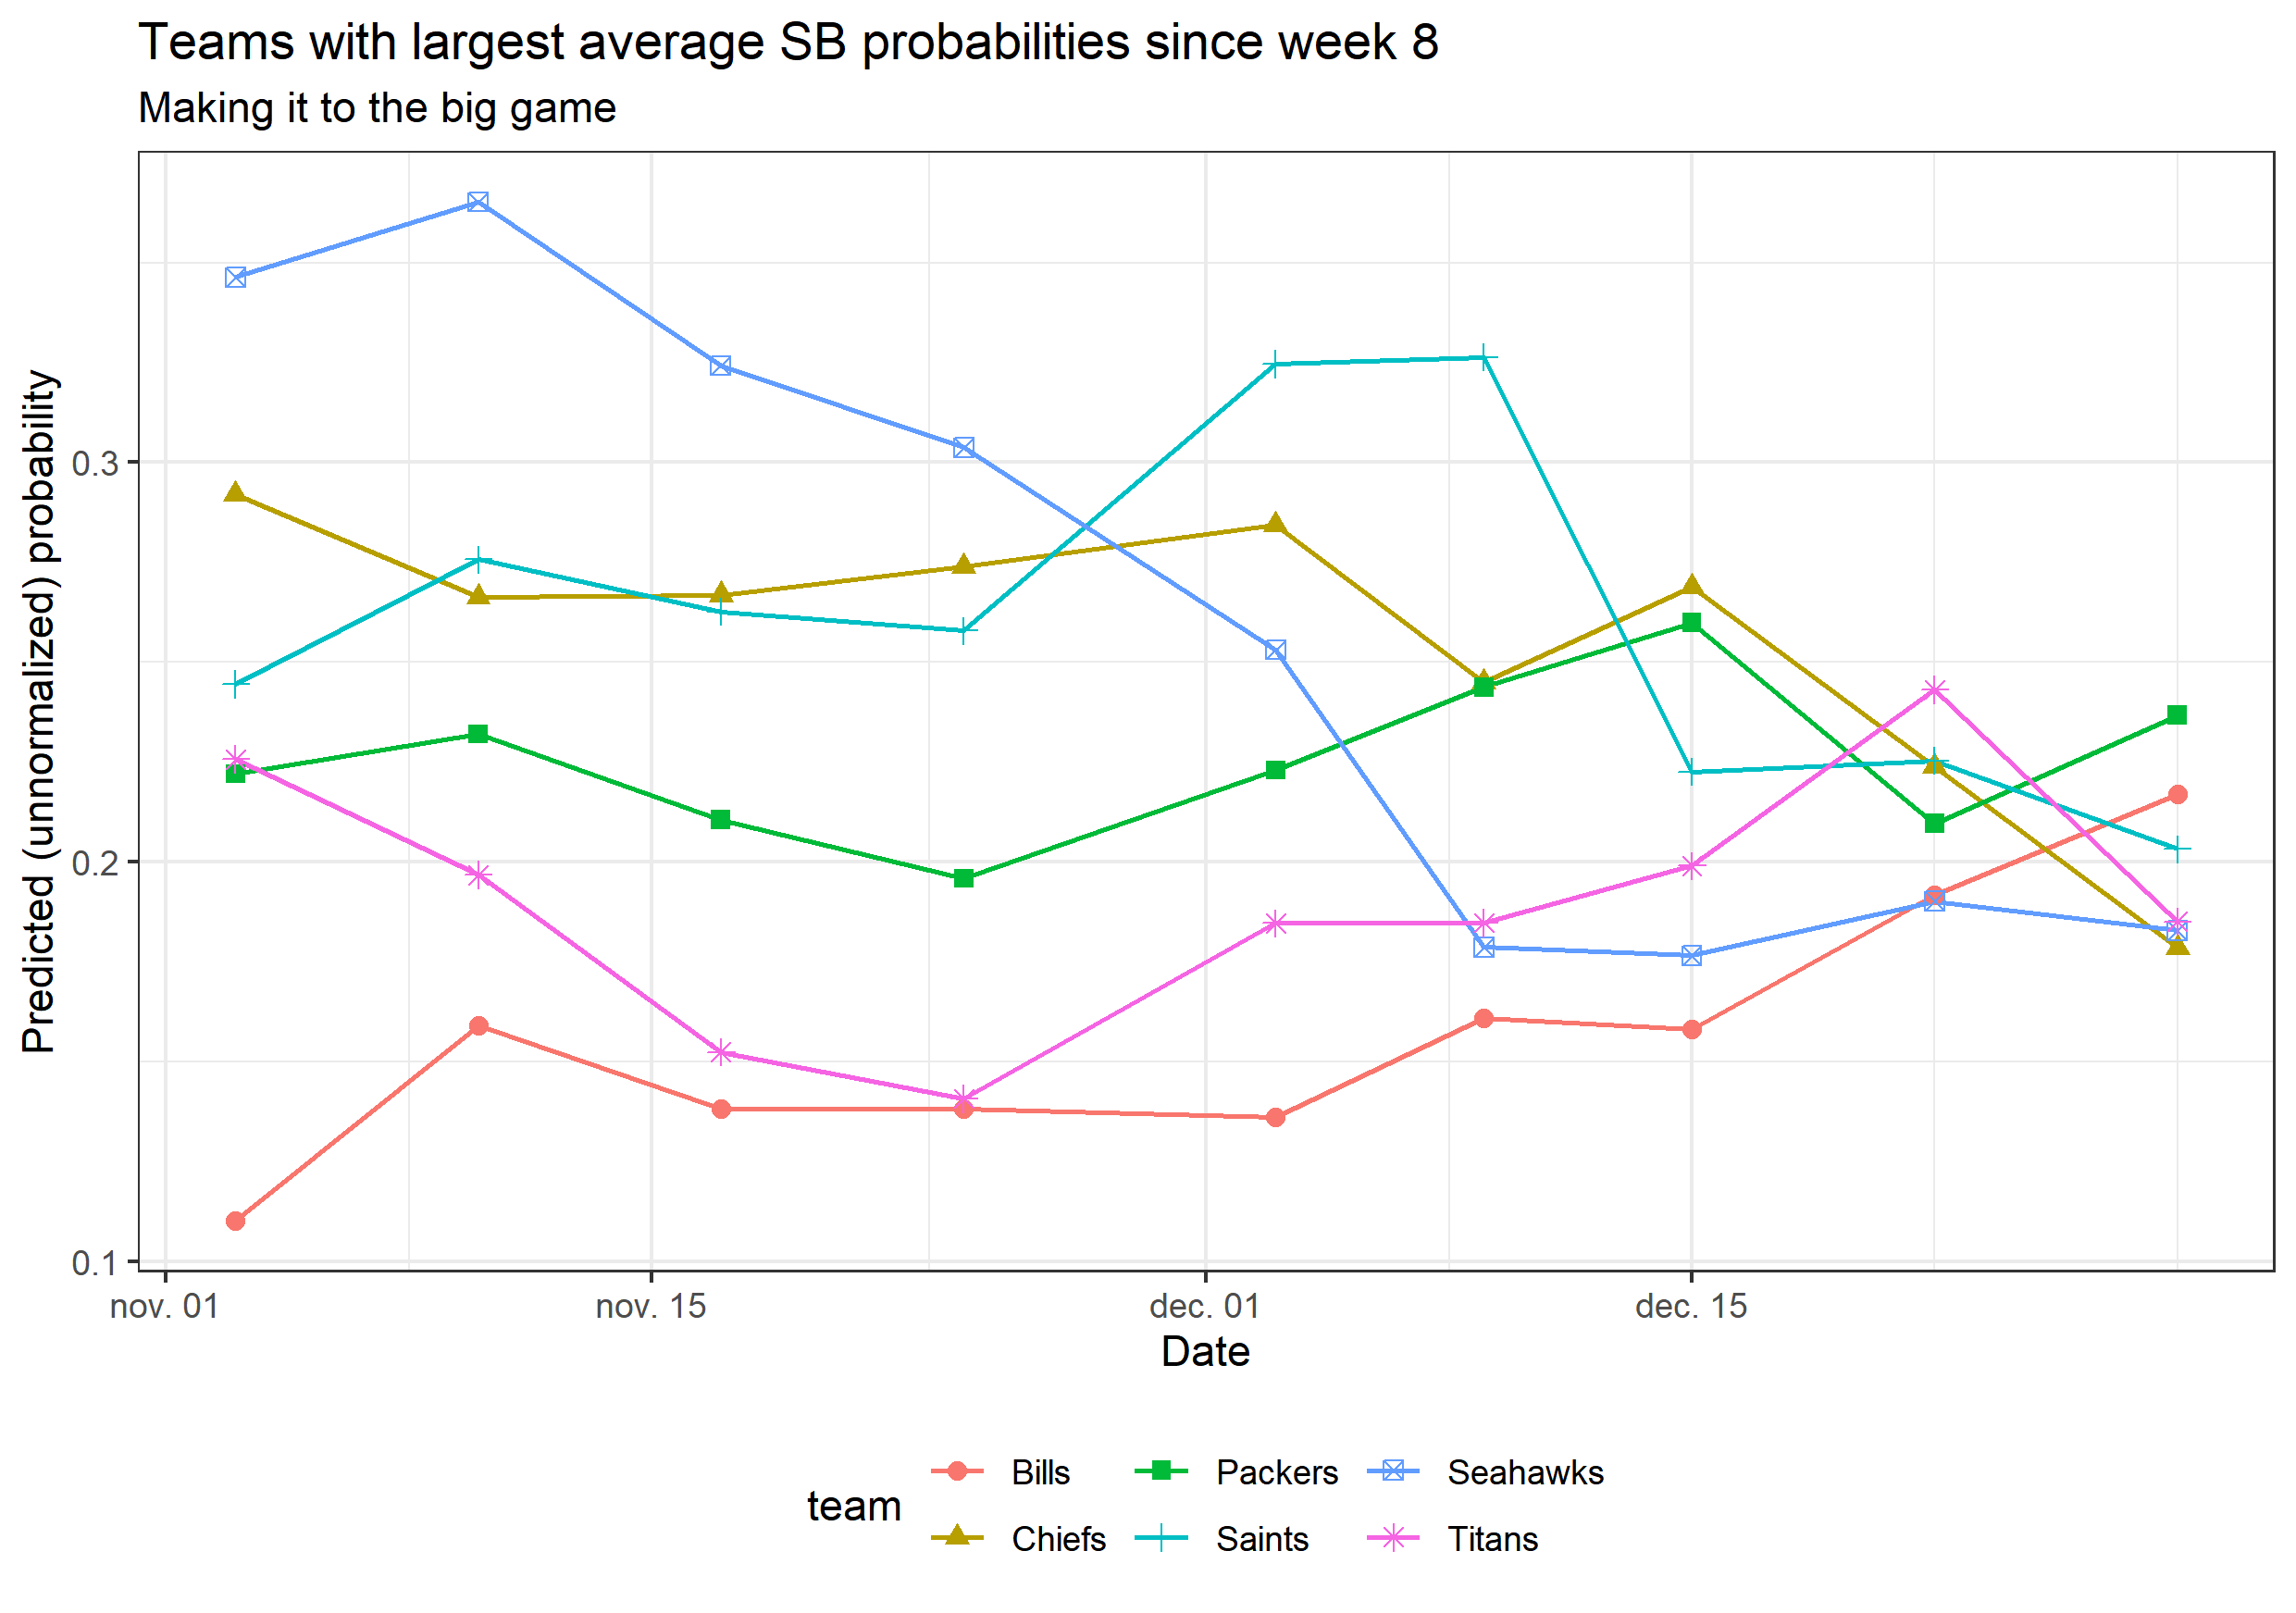 Teams with largest average SB probabilities since week 8
Making it to the big game
Predicted (unnormalized) probability
0.3
0.2
0.1
nov. 01
nov. 15
dec. 01
dec. 15
Date
team
Bills
Packers
Seahawks
Chiefs
Saints
Titans